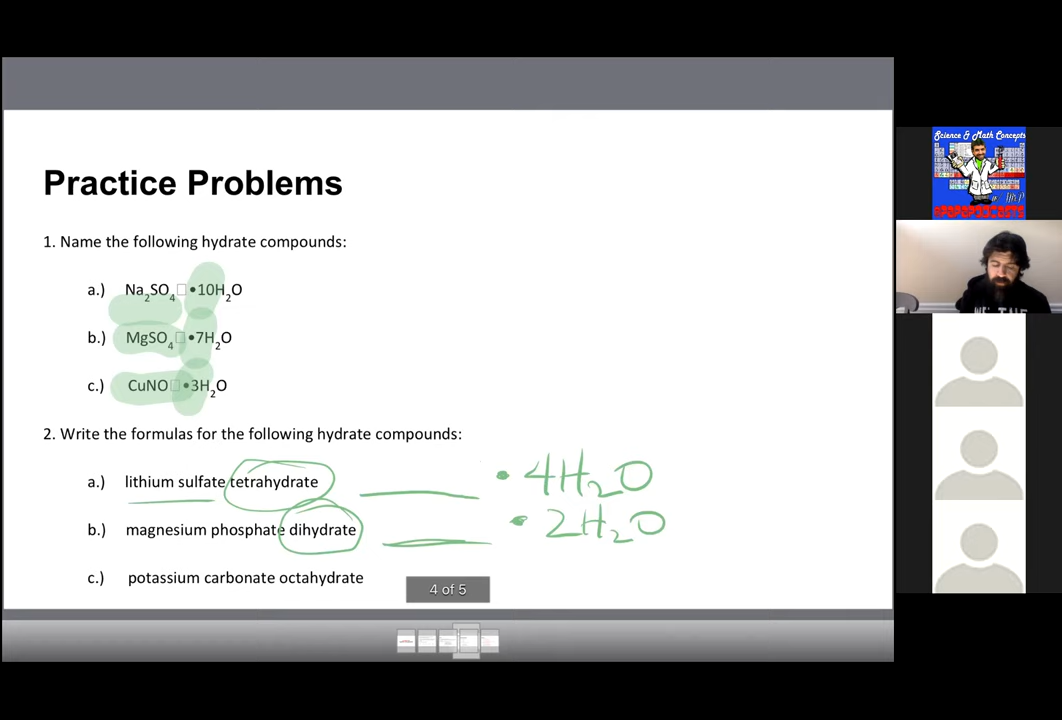 Science & Math Concepts
w/ Mr. P
#PAPAPODCASTS
Practice Problems
1. Name the following hydrate compounds:
a.) Na₂SO₄□•10H₂O
b.) MgSO₄□•7H₂O
c.) CuNO□•3H₂O
2. Write the formulas for the following hydrate compounds:
a.) lithium sulfate tetrahydrate • 4H₂O
b.) magnesium phosphate dihydrate • 2H₂O
c.) potassium carbonate octahydrate
4 of 5